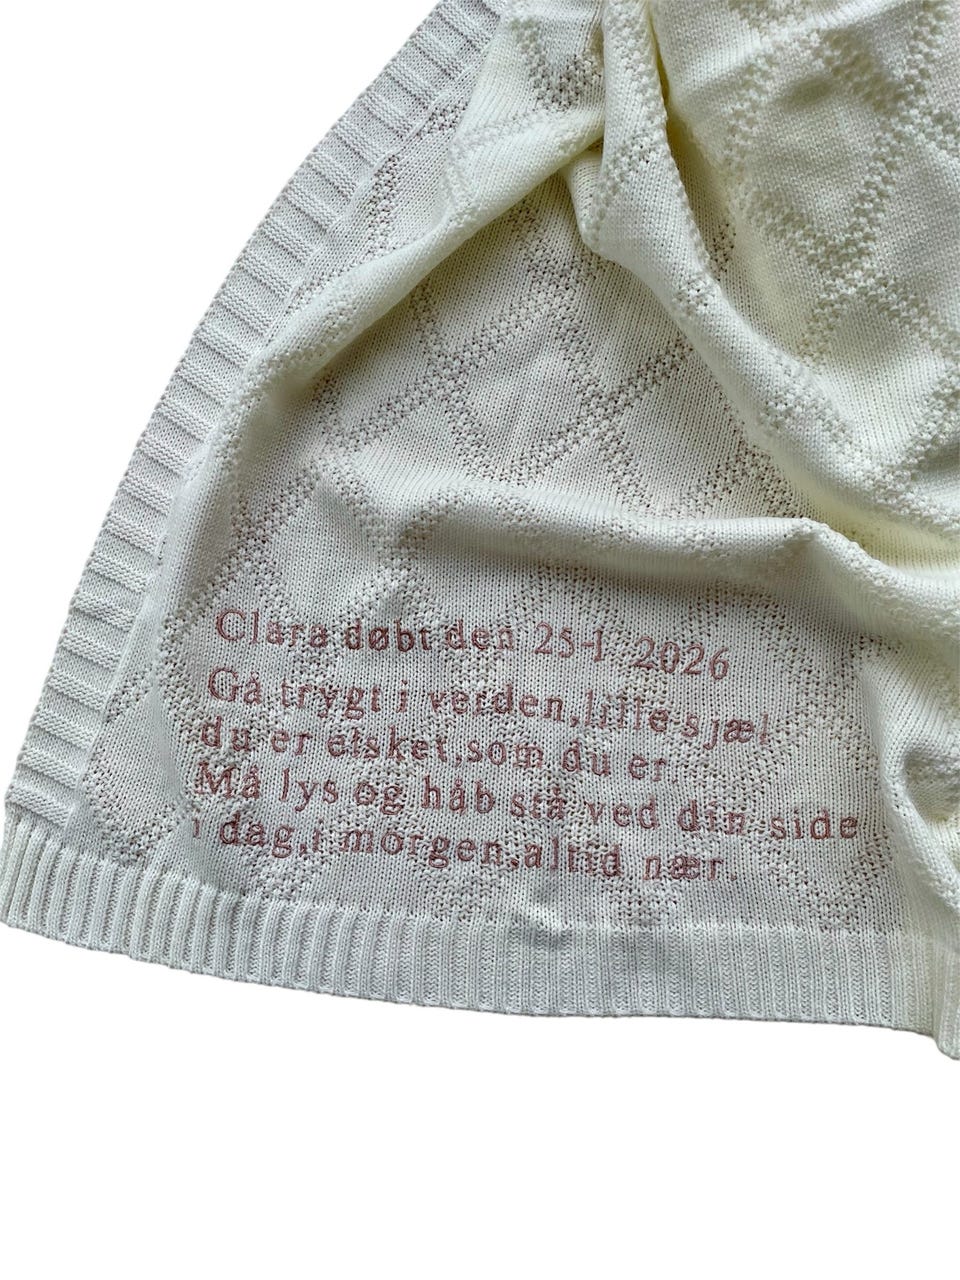 Clara døbt den 25-1 2026
Gå trygt i verden,lille sjæl
du er elsket,som du er.
Må lys og håb stå ved din side
i dag,i morgen,altid nær.